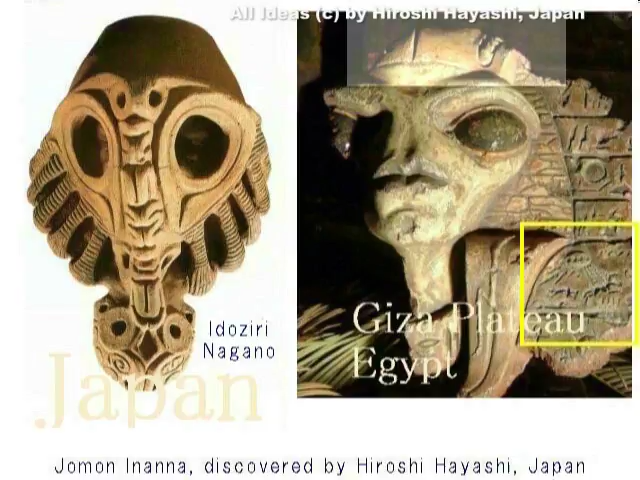 All Ideas (c) by Hiroshi Hayashi, Japan
Idoziri
Nagano
Japan
Giza Plateau
Egypt
Jomon Inanna, discovered by Hiroshi Hayashi, Japan